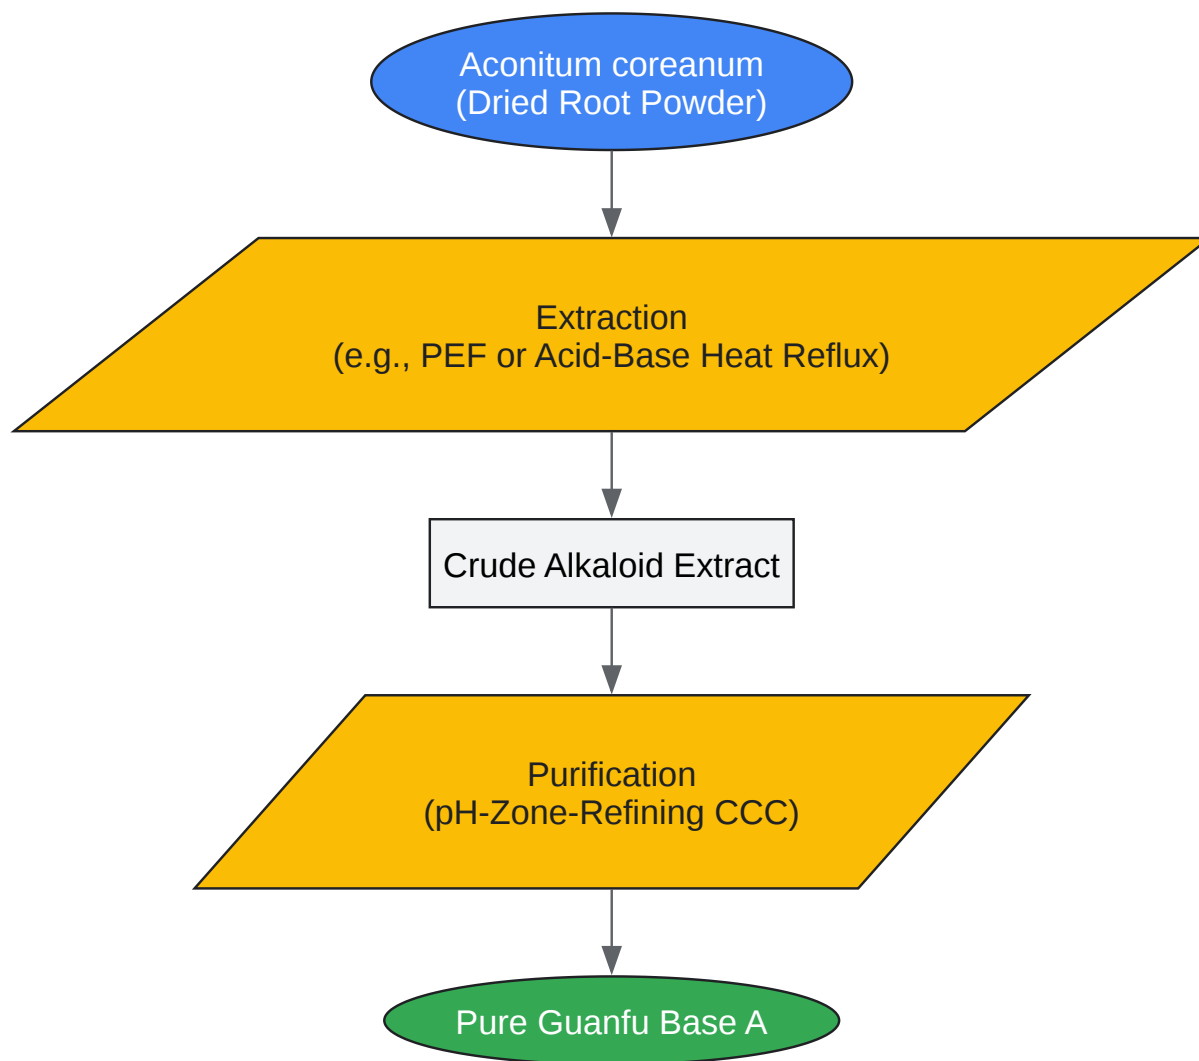 Aconitum coreanum
(Dried Root Powder)
Extraction
(e.g., PEF or Acid-Base Heat Reflux)
Crude Alkaloid Extract
Purification
(pH-Zone-Refining CCC)
Pure Guanfu Base A